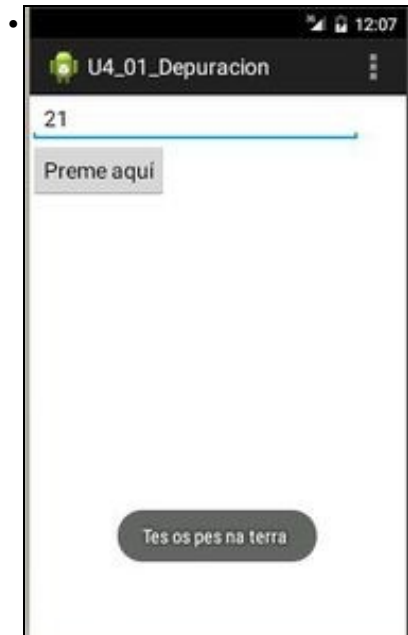 12:07
U4_01_Depuracion
21
Preme aquí
Tes os pes na terra